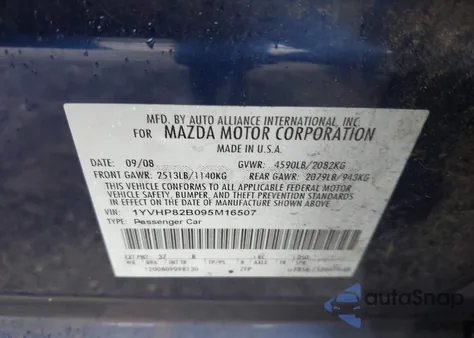 MFD. BY AUTO ALLIANCE INTERNATIONAL, INC.
FOR MAZDA MOTOR CORPORATION
MADE IN U.S.A.
DATE: 09/08 GVWR: 4590LB/2082KG
FRONT GAWR: 2513LB/1140KG REAR GAWR: 2079LB/943KG
THIS VEHICLE CONFORMS TO ALL APPLICABLE FEDERAL MOTOR
VEHICLE SAFETY, BUMPER, & THEFT PREVENTION STANDARDS
IN EFFECT ON THE DATE OF MANUFACTURE SHOWN ABOVE.
VIN: 1YVHP82B095M16507
TYPE: Passenger Car
EXT PNT:
autoSnap